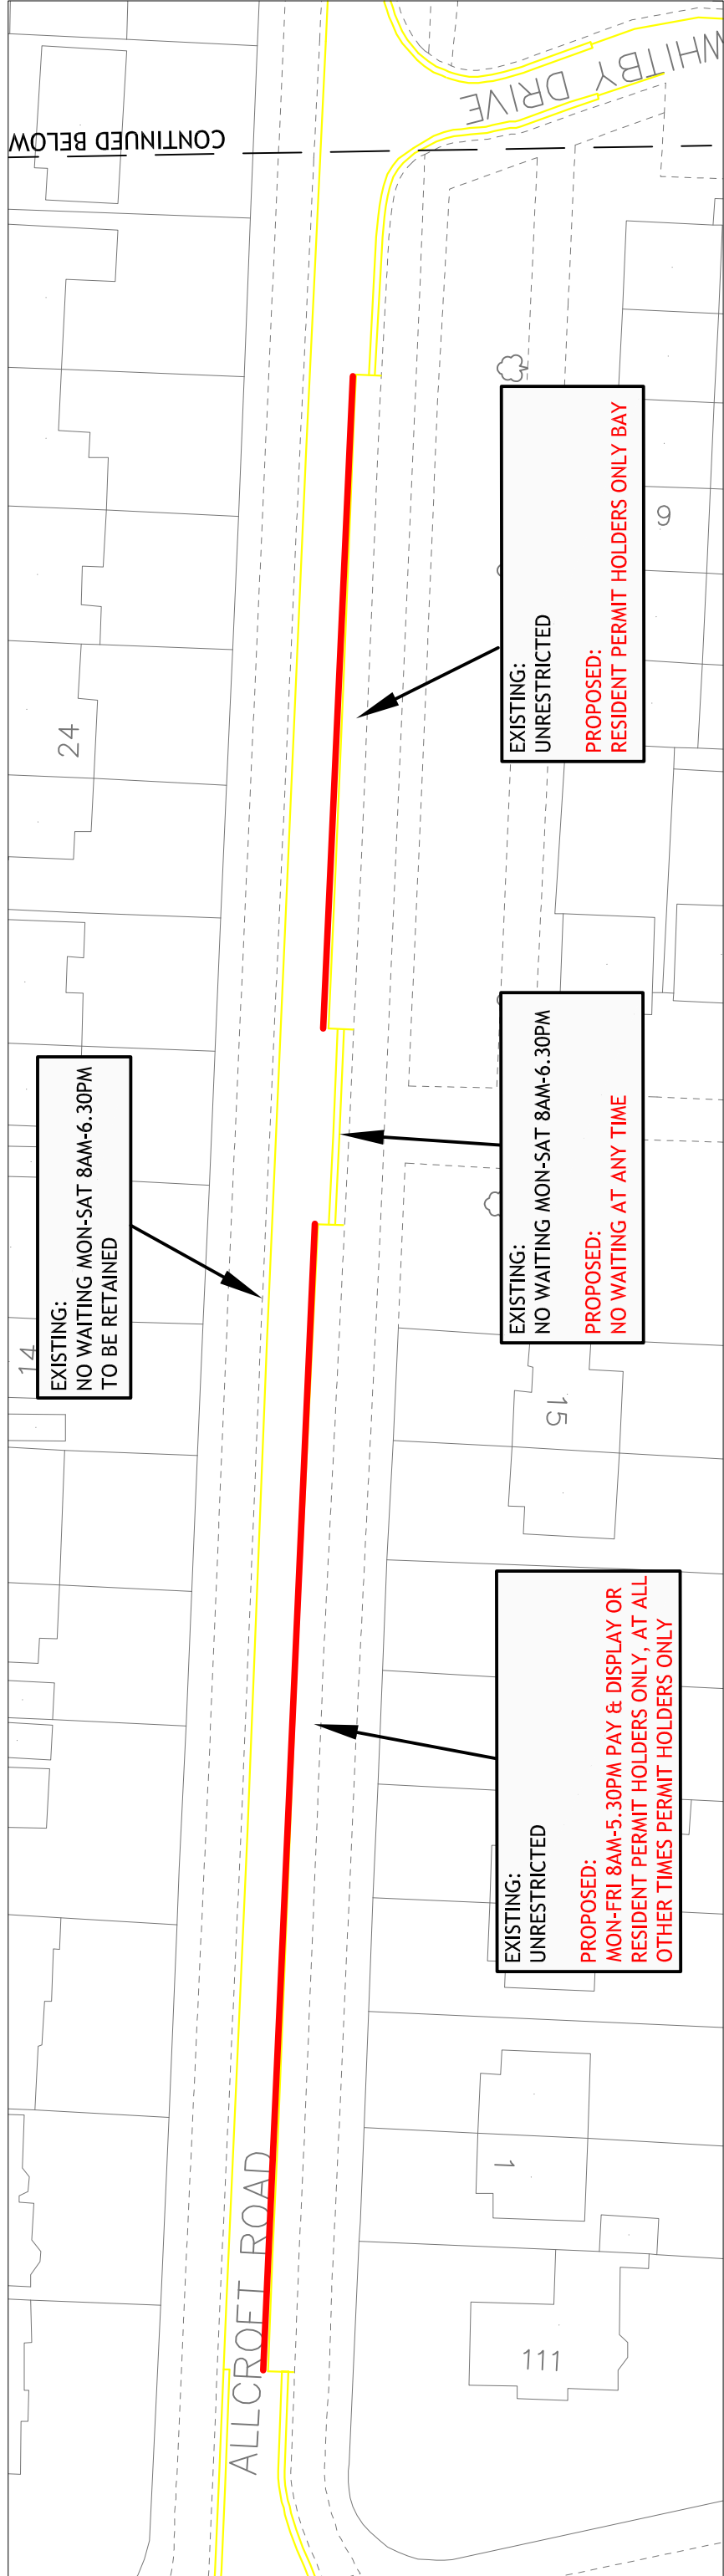 CONTINUED BELOW
WHITBY DRIVE
24
14
EXISTING:
NO WAITING MON-SAT 8AM-6.30PM
TO BE RETAINED
EXISTING:
UNRESTRICTED
PROPOSED:
RESIDENT PERMIT HOLDERS ONLY BAY
9
EXISTING:
NO WAITING MON-SAT 8AM-6.30PM
PROPOSED:
NO WAITING AT ANY TIME
15
EXISTING:
UNRESTRICTED
PROPOSED:
MON-FRI 8AM-5.30PM PAY & DISPLAY OR
RESIDENT PERMIT HOLDERS ONLY, AT ALL
OTHER TIMES PERMIT HOLDERS ONLY
ALLCROFT ROAD
1
111